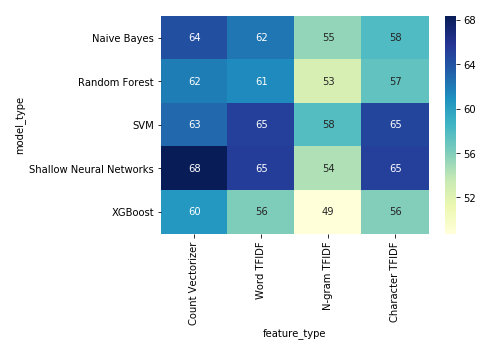 model_type
Naive Bayes 64 62 55 58
Random Forest 62 61 53 57
SVM 63 65 58 65
Shallow Neural Networks 68 65 54 65
XGBoost 60 56 49 56
Count Vectorizer
Word TFIDF
N-gram TFIDF
Character TFIDF
feature_type
68
64
60
56
52